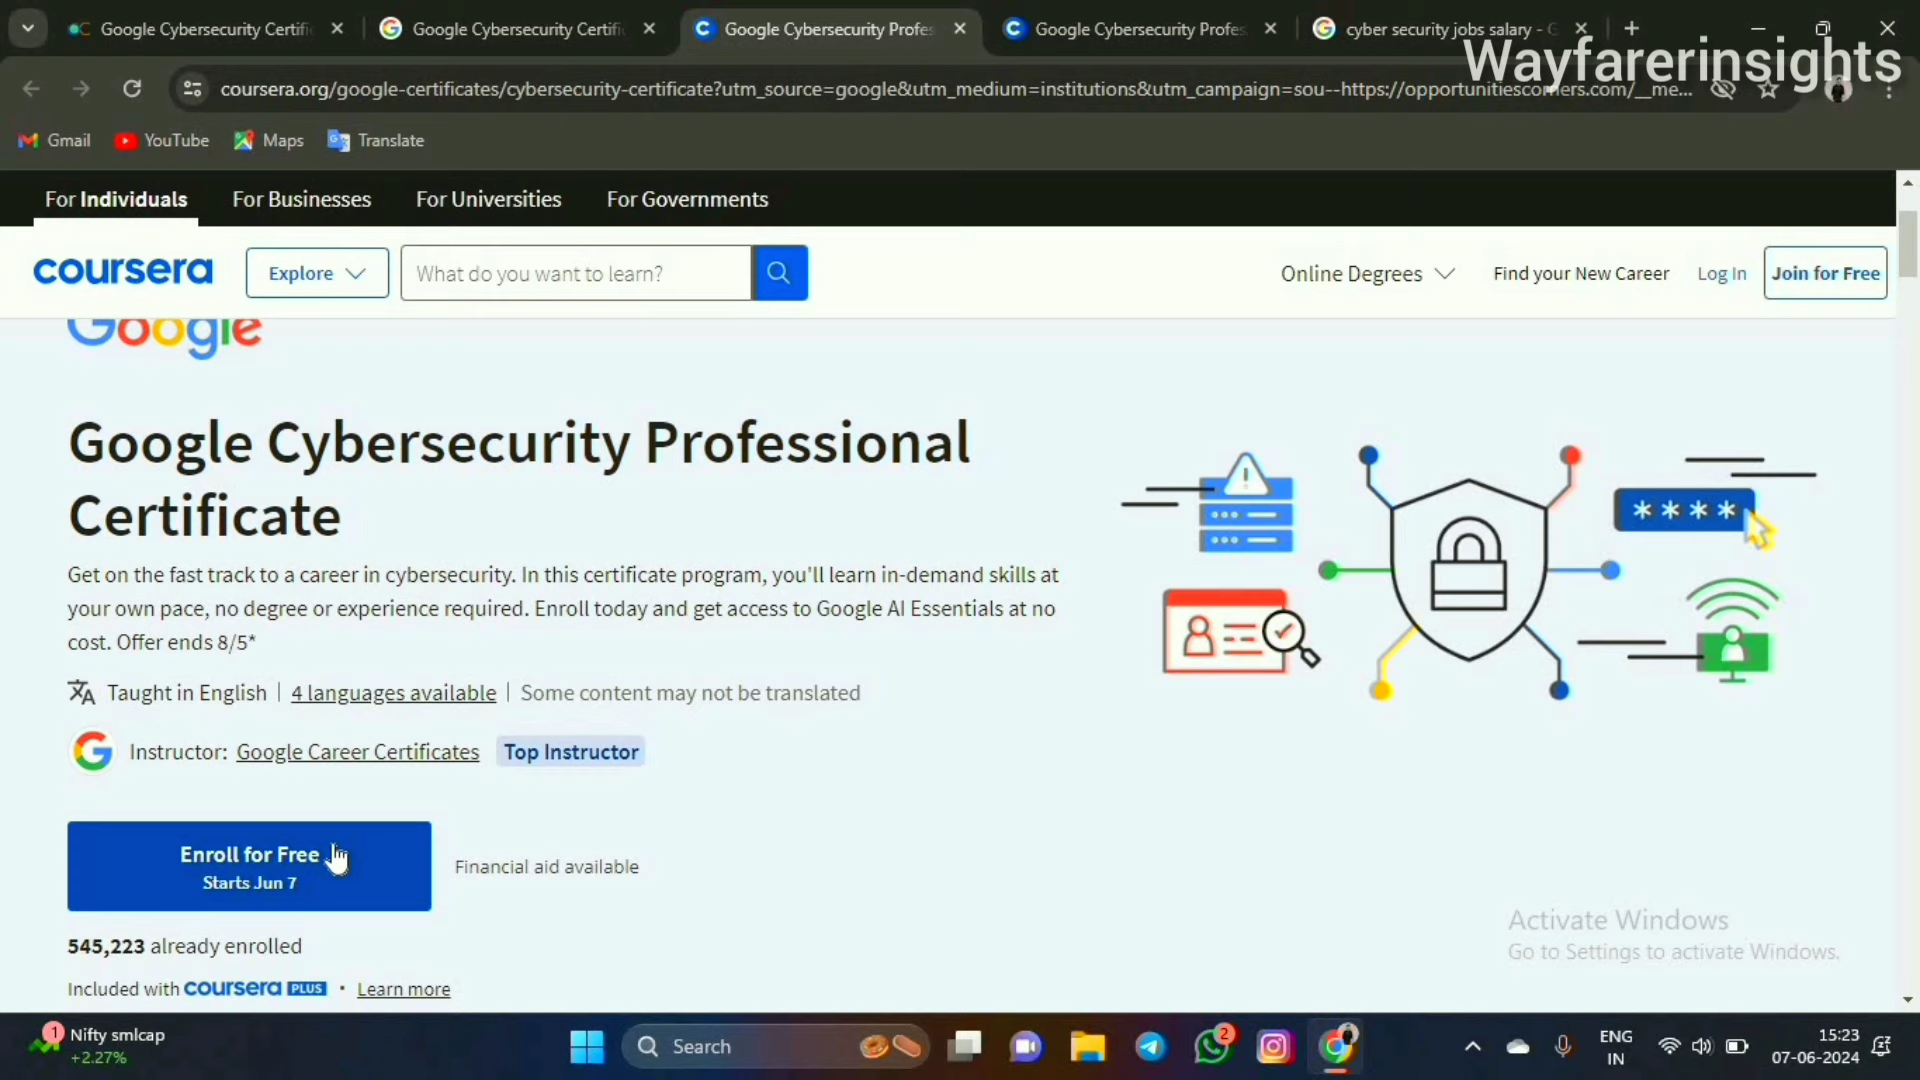 Google Cybersecurity Certifi
Google Cybersecurity Certifi
Google Cybersecurity Profes
Google Cybersecurity Profes
cyber security jobs salary - G
Wayfarerinsights
coursera.org/google-certificates/cybersecurity-certificate?utm_source=google&utm_medium=institutions&utm_campaign=sou--https://opportunitiescorners.com/__me...
Gmail
YouTube
Maps
Translate
For Individuals
For Businesses
For Universities
For Governments
coursera
Explore
What do you want to learn?
Online Degrees
Find your New Career
Log In
Join for Free
Google
Google Cybersecurity Professional
Certificate
Get on the fast track to a career in cybersecurity. In this certificate program, you'll learn in-demand skills at
your own pace, no degree or experience required. Enroll today and get access to Google AI Essentials at no
cost. Offer ends 8/5*
Taught in English | 4 languages available | Some content may not be translated
Instructor: Google Career Certificates Top Instructor
Enroll for Free
Starts Jun 7
Financial aid available
545,223 already enrolled
Included with coursera PLUS • Learn more
Activate Windows
Go to Settings to activate Windows.
1
Nifty smlcap
+2.27%
Search
2
ENG
IN
15:23
07-06-2024